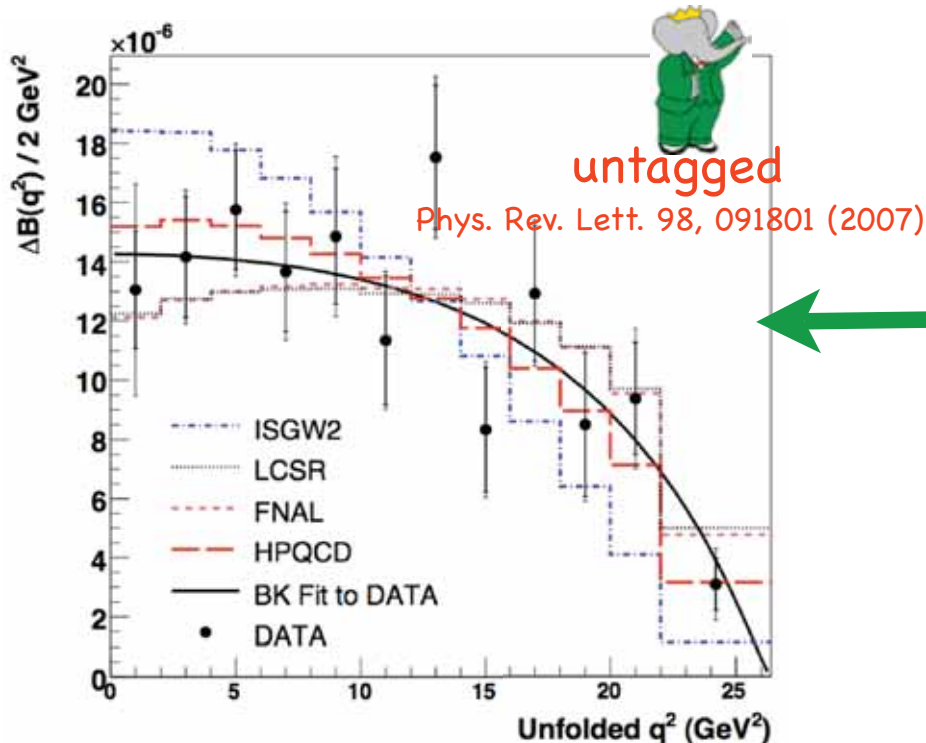 ×10⁻⁶
ΔB(q²) / 2 GeV²
20
18
16
14
12
10
8
6
4
2
0
untagged
Phys. Rev. Lett. 98, 091801 (2007)
ISGW2
LCSR
FNAL
HPQCD
BK Fit to DATA
DATA
0 5 10 15 20 25
Unfolded q² (GeV²)